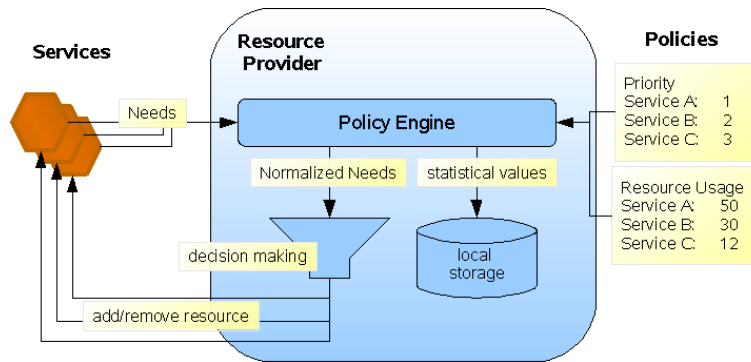 Services
Resource
Provider
Policies
Needs
Policy Engine
Priority
Service A: 1
Service B: 2
Service C: 3
Normalized Needs
statistical values
Resource Usage
Service A: 50
Service B: 30
Service C: 12
decision making
local
storage
add/remove resource